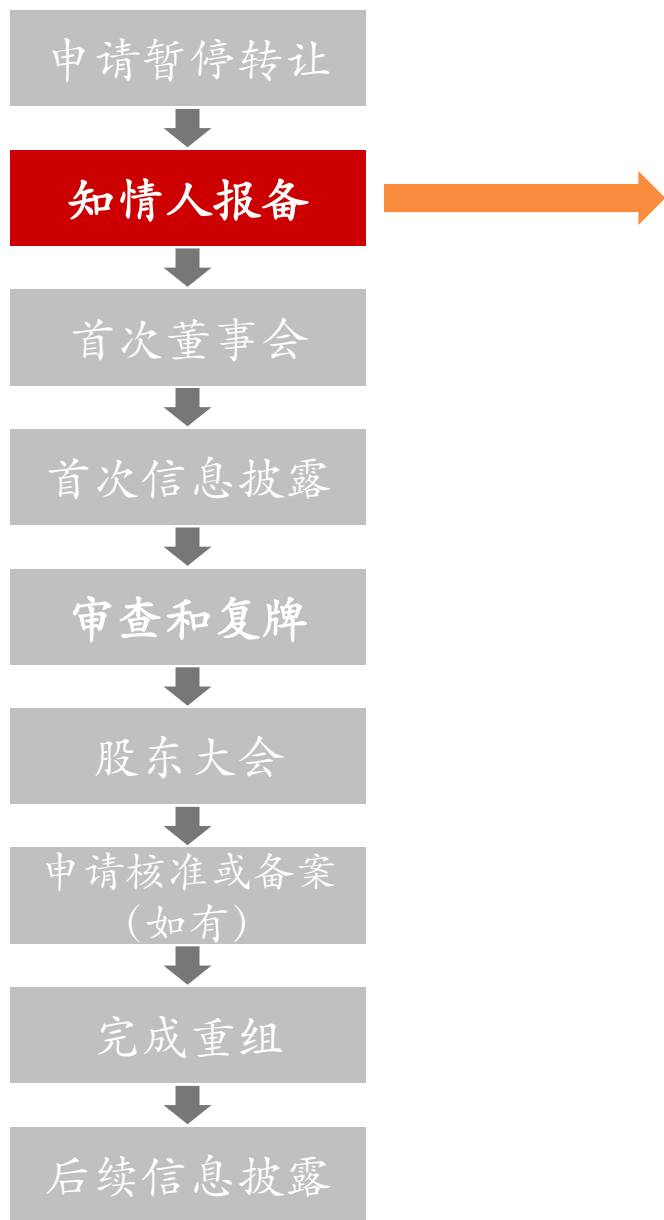 申请暂停转让
知情人报备
首次董事会
首次信息披露
审查和复牌
股东大会
申请核准或备案
(如有)
完成重组
后续信息披露